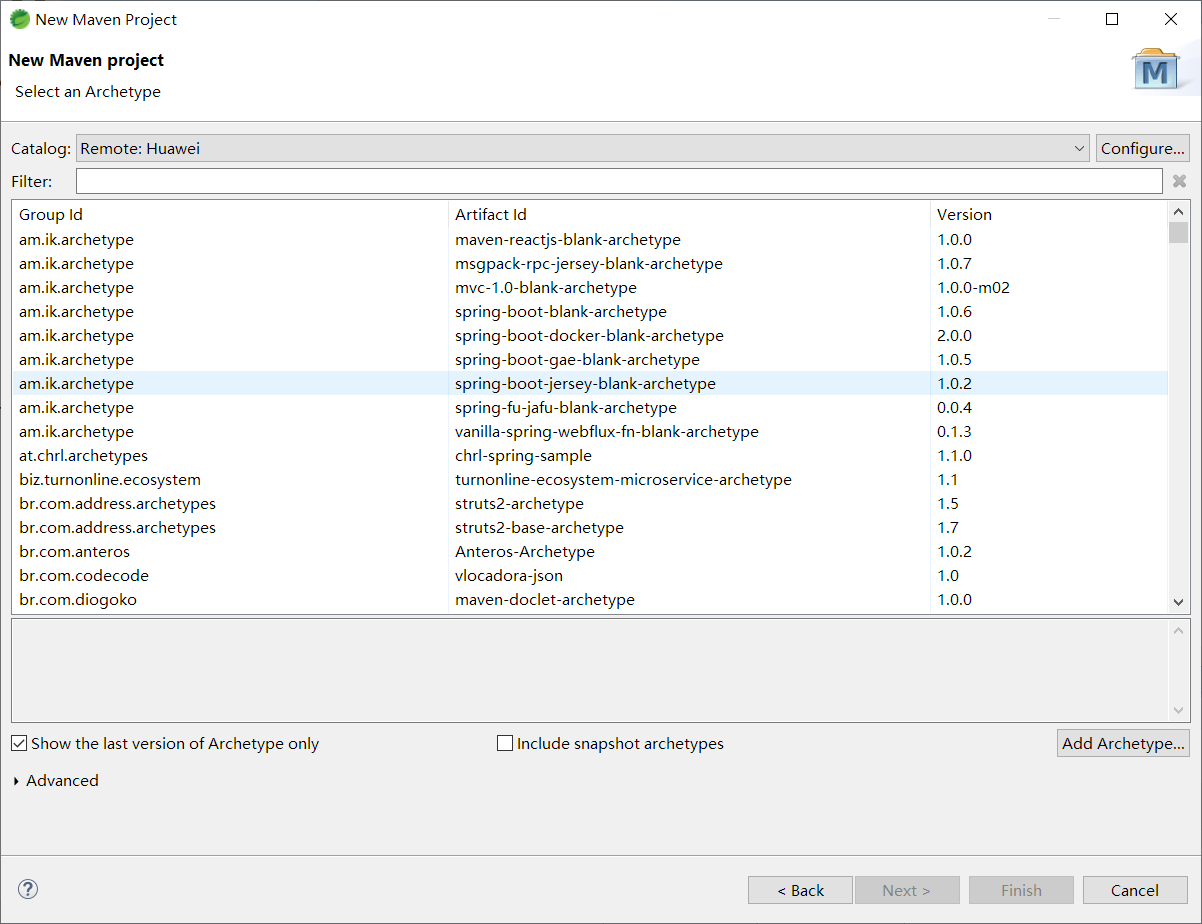 New Maven Project
New Maven project
Select an Archetype
M
Catalog: Remote: Huawei Configure...
Filter:
Group Id Artifact Id Version
am.ik.archetype maven-reactjs-blank-archetype 1.0.0
am.ik.archetype msgpack-rpc-jersey-blank-archetype 1.0.7
am.ik.archetype mvc-1.0-blank-archetype 1.0.0-m02
am.ik.archetype spring-boot-blank-archetype 1.0.6
am.ik.archetype spring-boot-docker-blank-archetype 2.0.0
am.ik.archetype spring-boot-gae-blank-archetype 1.0.5
am.ik.archetype spring-boot-jersey-blank-archetype 1.0.2
am.ik.archetype spring-fu-jafu-blank-archetype 0.0.4
am.ik.archetype vanilla-spring-webflux-fn-blank-archetype 0.1.3
at.chrl.archetypes chrl-spring-sample 1.1.0
biz.turnonline.ecosystem turnonline-ecosystem-microservice-archetype 1.1
br.com.address.archetypes struts2-archetype 1.5
br.com.address.archetypes struts2-base-archetype 1.7
br.com.anteros Anteros-Archetype 1.0.2
br.com.codecode vlocadora-json 1.0
br.com.diogoko maven-doclet-archetype 1.0.0
Show the last version of Archetype only Include snapshot archetypes Add Archetype...
Advanced
? < Back Next > Finish Cancel